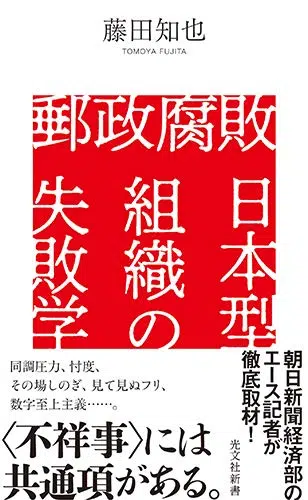 藤田知也
TOMOYA FUJITA
郵政腐敗
日本型
組織の
失敗学
同調圧力、忖度、
その場しのぎ、見て見ぬフリ、
数字至上主義……。
〈不祥事〉には
共通項がある。
朝日新聞経済部の
エース記者が
徹底取材！
光文社新書